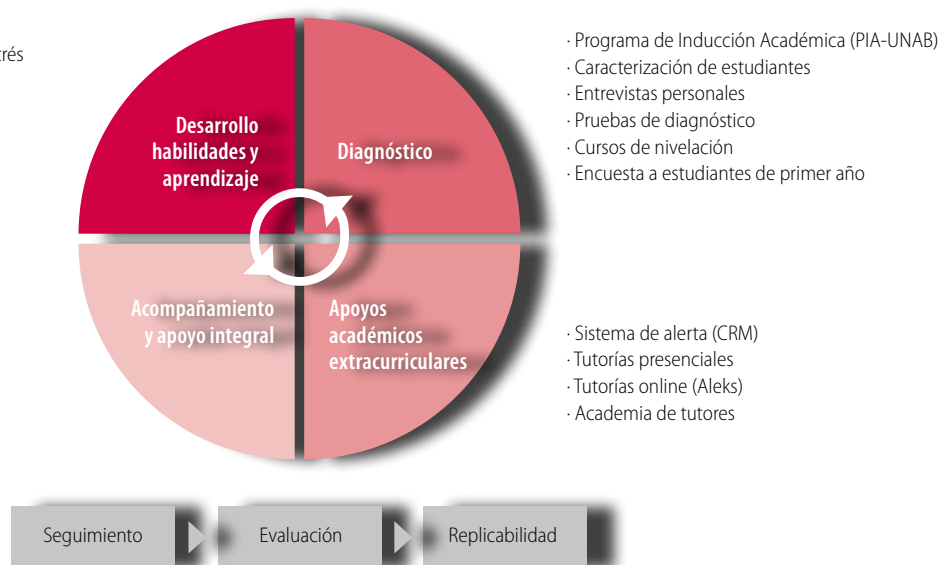 · Programa de Inducción Académica (PIA-UNAB)
· Caracterización de estudiantes
· Entrevistas personales
· Pruebas de diagnóstico
· Cursos de nivelación
· Encuesta a estudiantes de primer año
Desarrollo
habilidades y
aprendizaje
Diagnóstico
Acompañamiento
y apoyo integral
Apoyos
académicos
extracurriculares
· Sistema de alerta (CRM)
· Tutorías presenciales
· Tutorías online (Aleks)
· Academia de tutores
Seguimiento
Evaluación
Replicabilidad